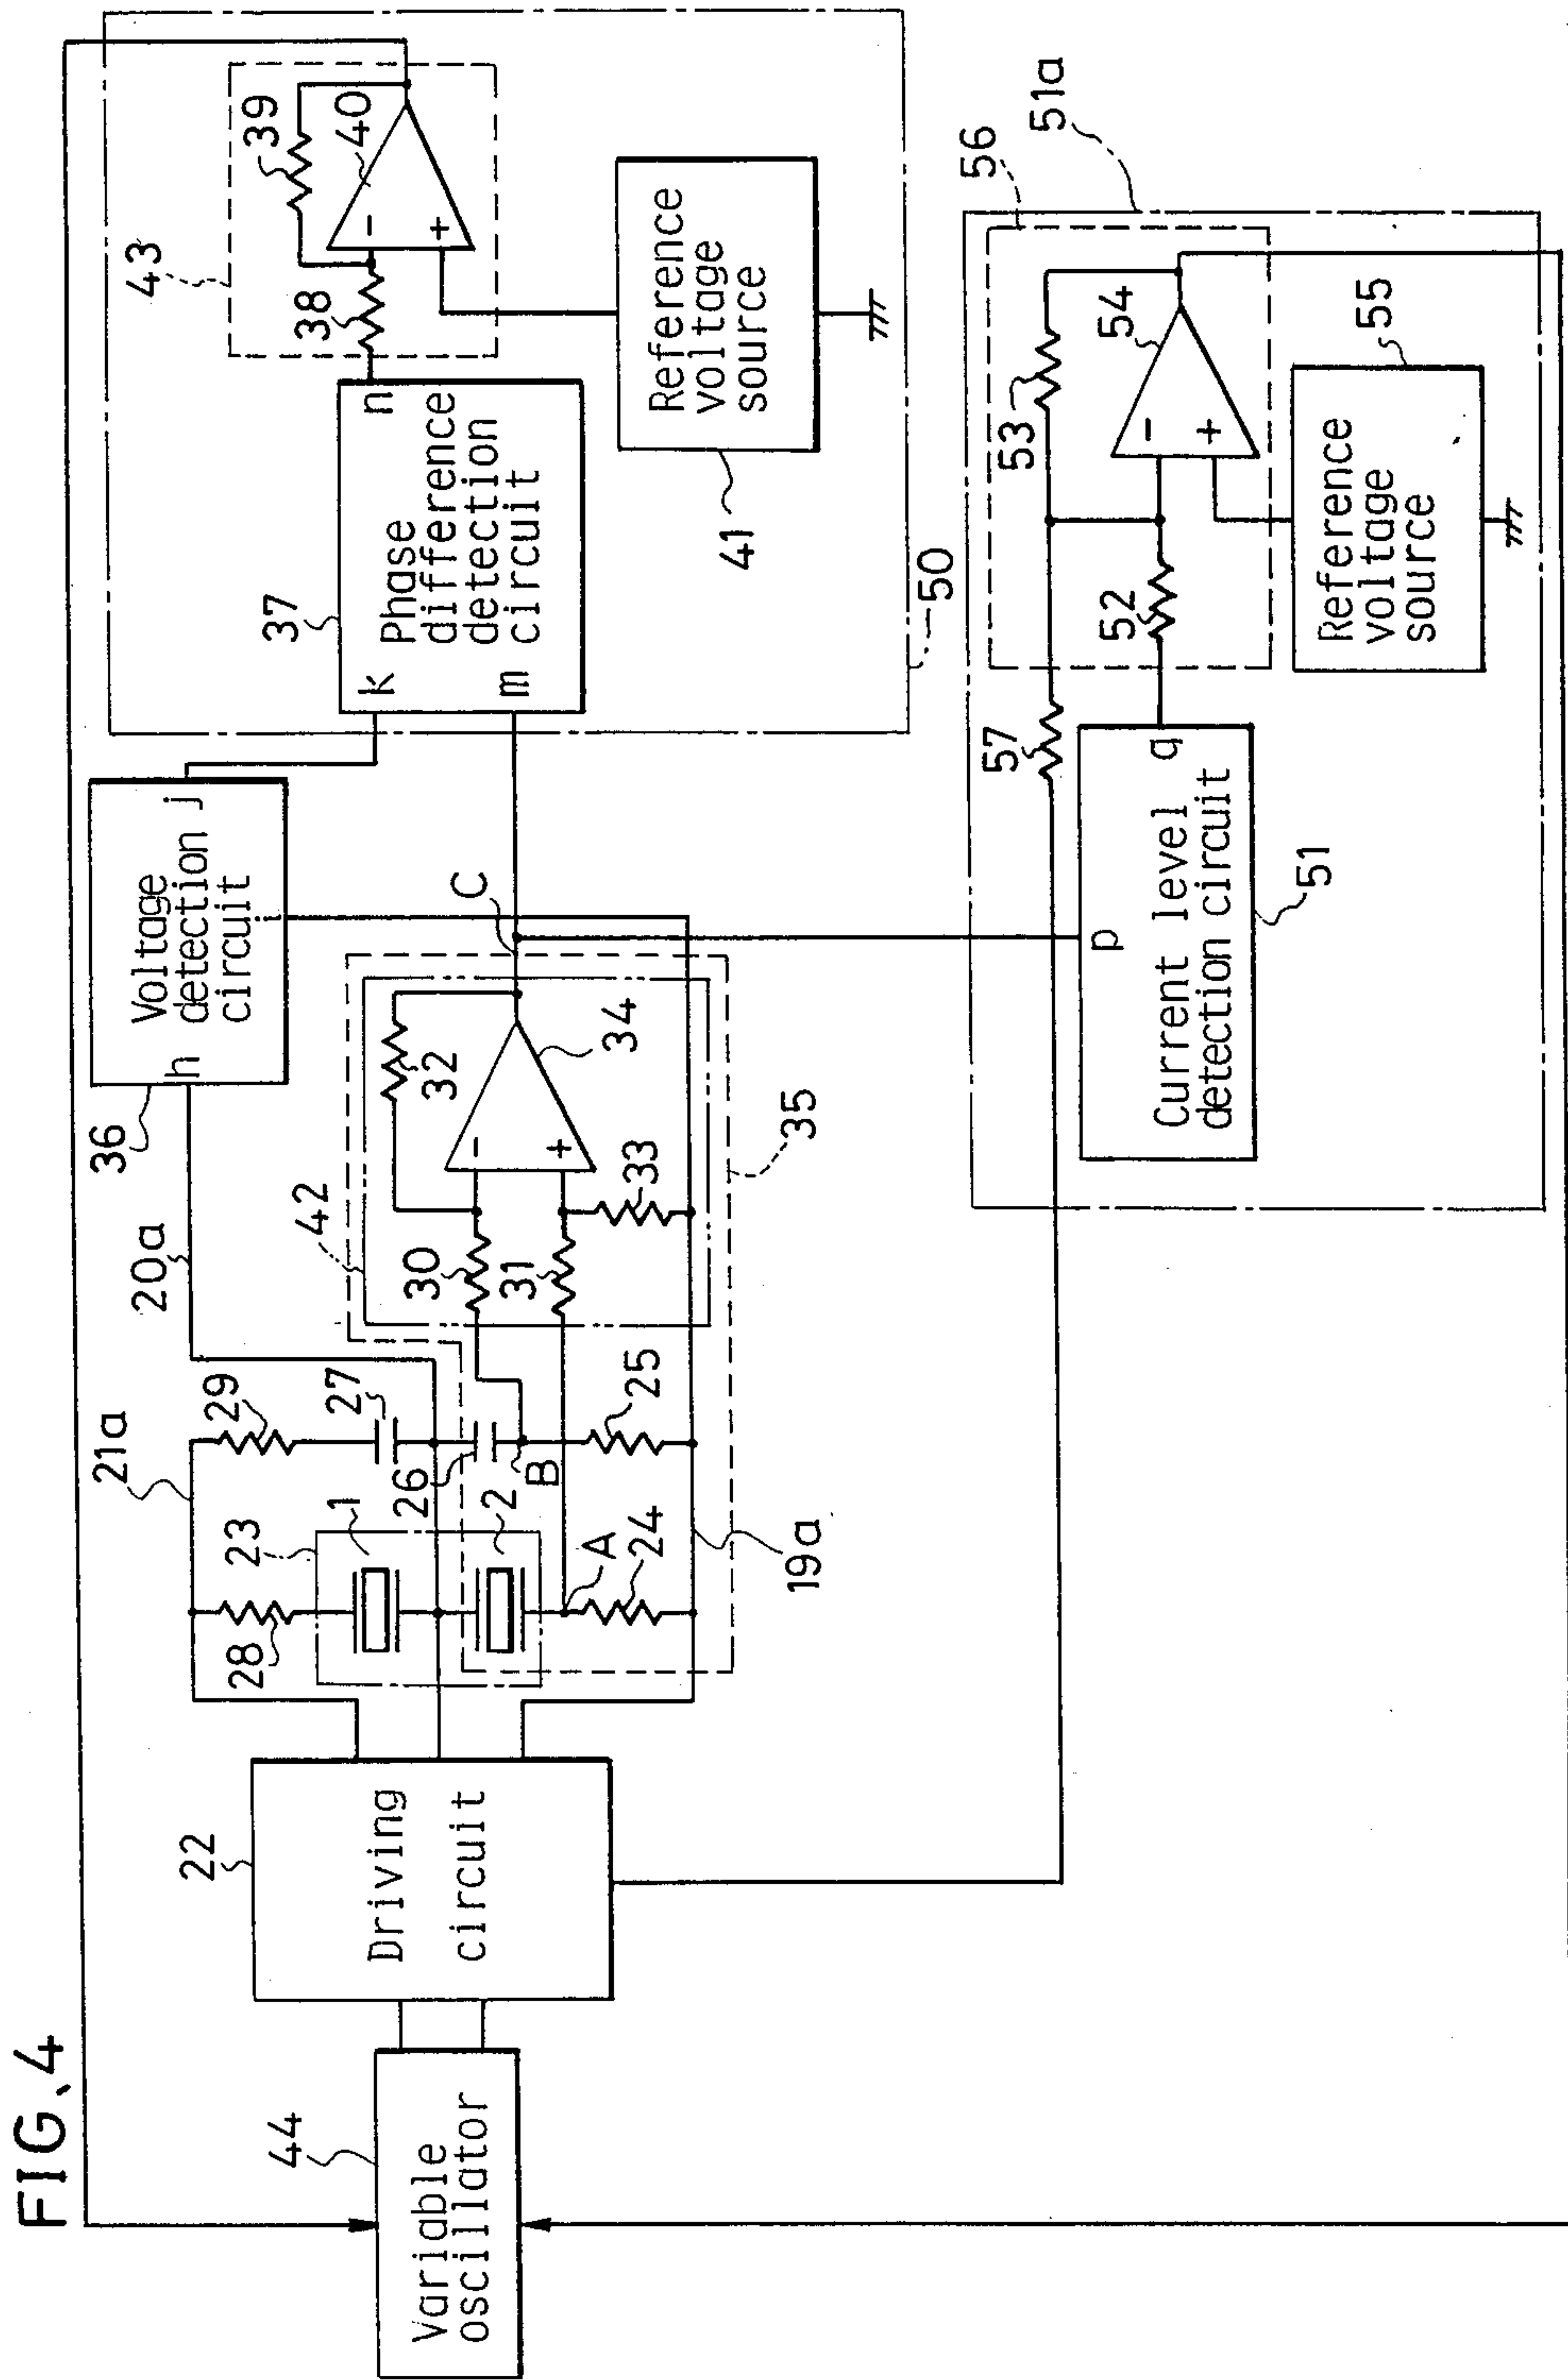 FIG. 4
44
Variable
oscillator
22
Driving
circuit
21a
20a
19a
23
1
2
28
29
27
26
24
25
A
B
C
42
30
31
32
33
34
35
36
h
Voltage
detection j
circuit
i
37
k
m
n
Phase
difference
detection
circuit
43
38
39
40
-
+
-
+
41
Reference
voltage
source
50
51a
56
57
53
52
54
-
+
55
Reference
voltage
source
p
q
Current level
detection circuit
51